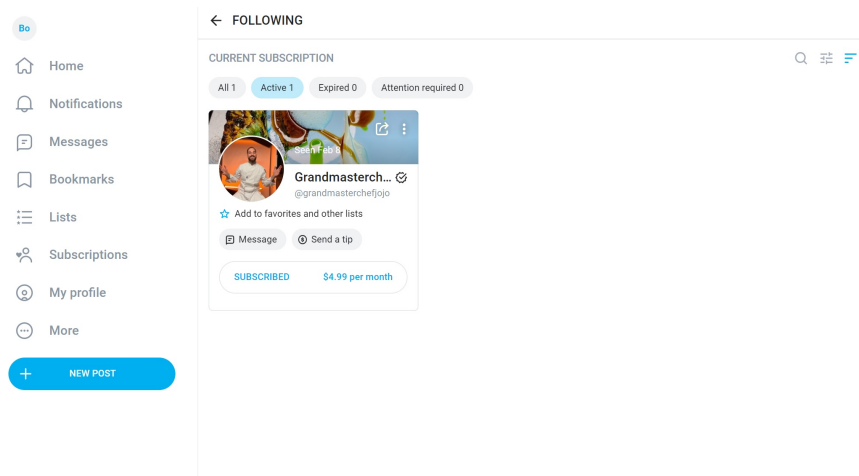 Bo
Home
Notifications
Messages
Bookmarks
Lists
Subscriptions
My profile
More
NEW POST
FOLLOWING
CURRENT SUBSCRIPTION
All 1
Active 1
Expired 0
Attention required 0
Seen Feb 8
Grandmasterch...
@grandmasterchefjojo
Add to favorites and other lists
Message
Send a tip
SUBSCRIBED $4.99 per month